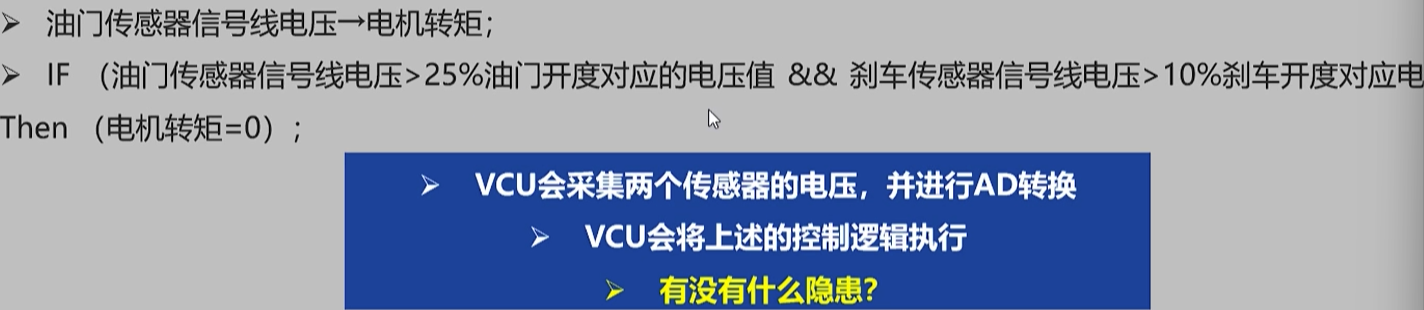 ➢ 油门传感器信号线电压→电机转矩；
➢ IF （油门传感器信号线电压>25%油门开度对应的电压值 && 刹车传感器信号线电压>10%刹车开度对应电
Then （电机转矩=0）；
➢ VCU会采集两个传感器的电压，并进行AD转换
➢ VCU会将上述的控制逻辑执行
➢ 有没有什么隐患？